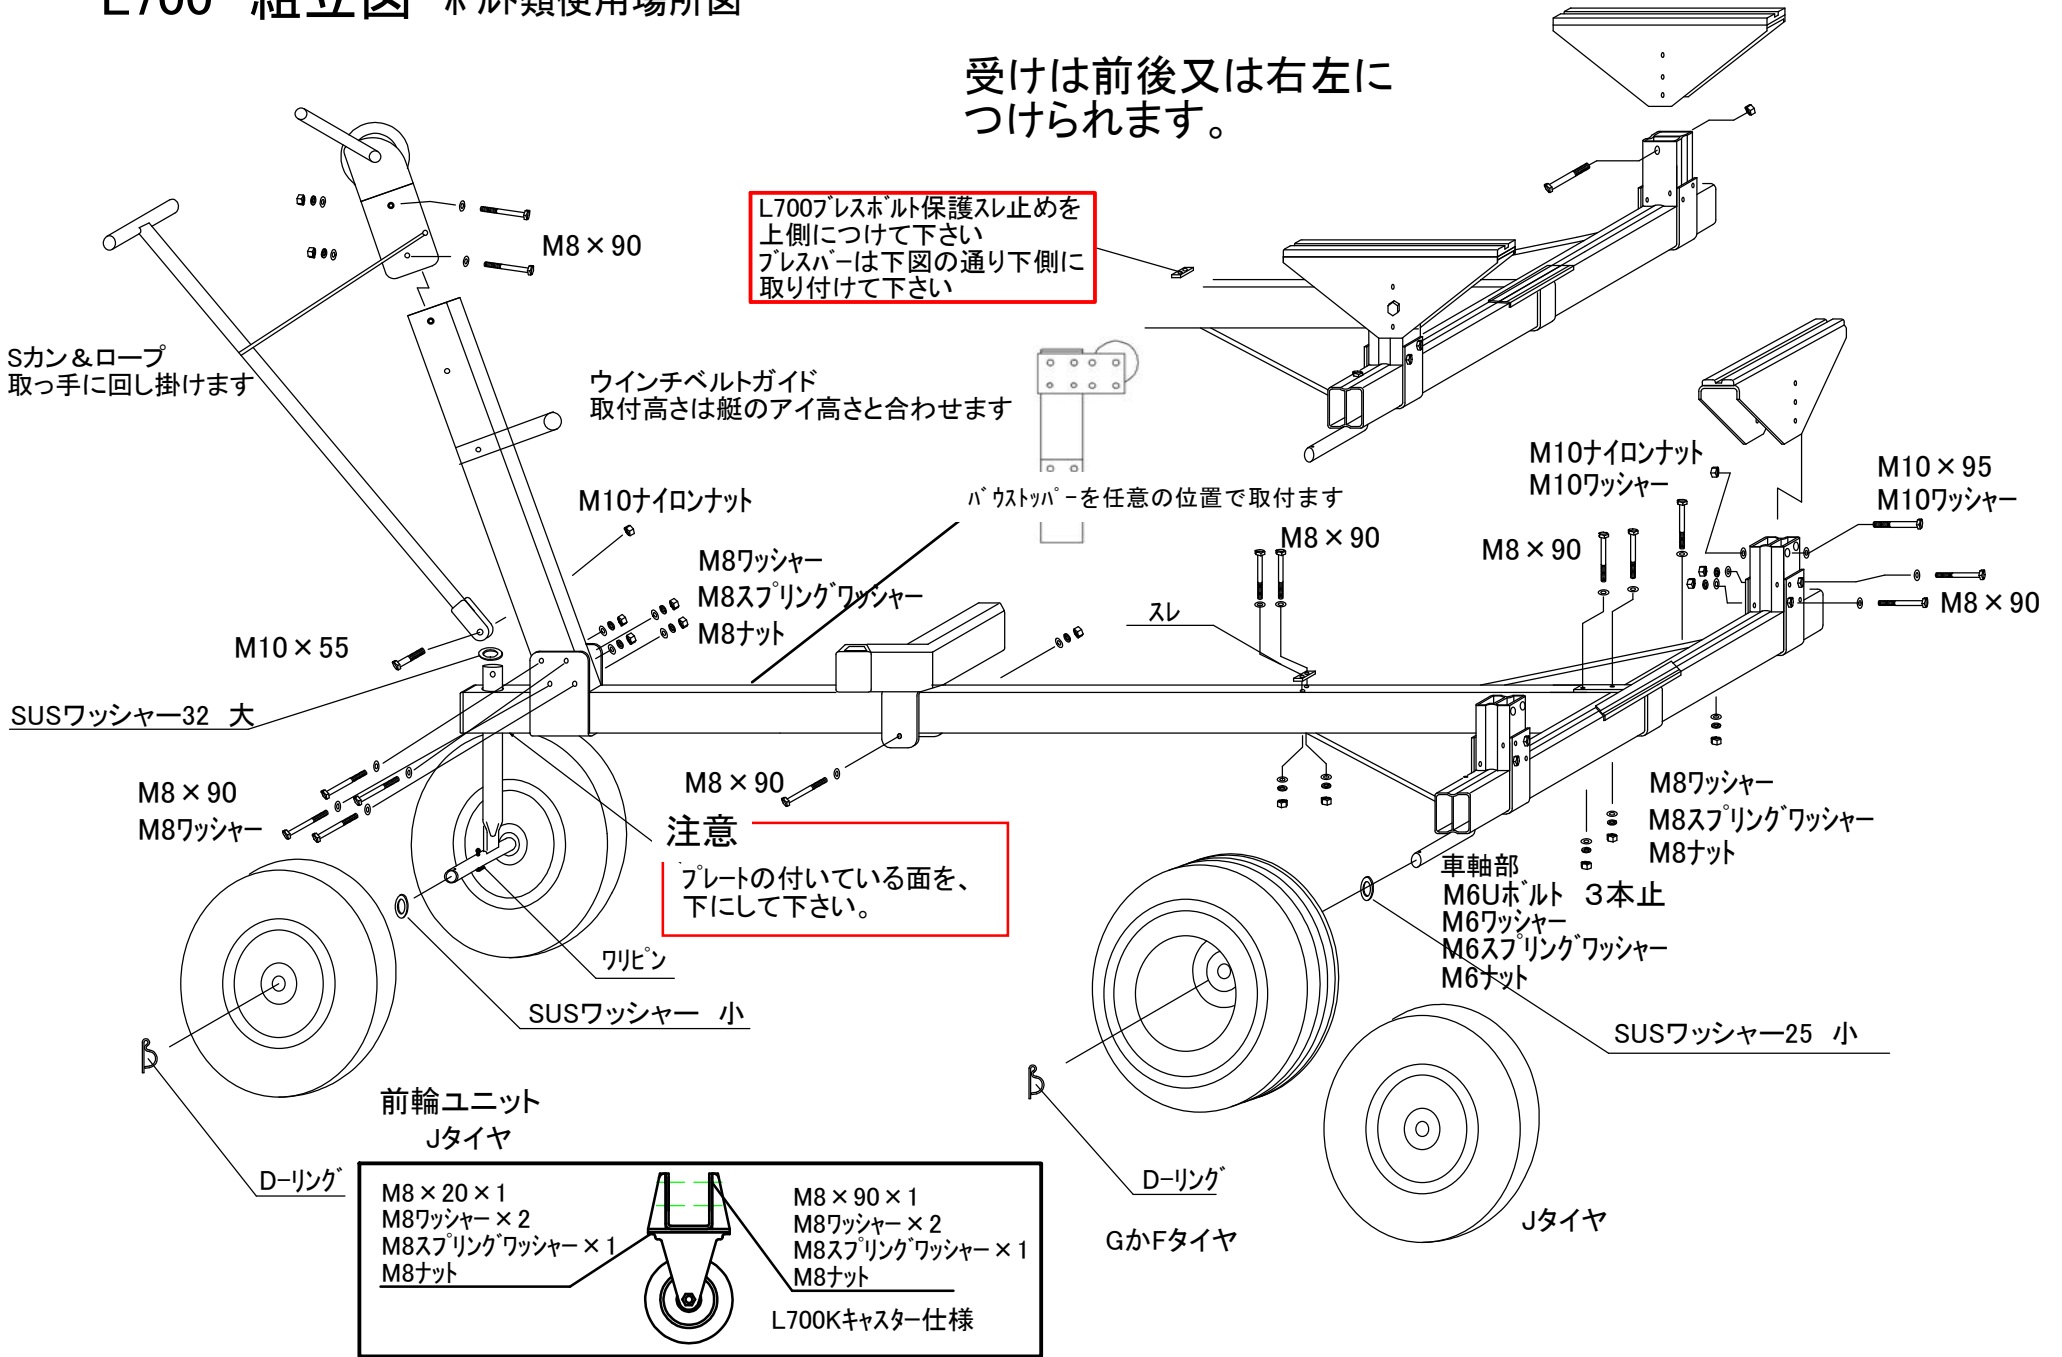 L700 組立図 ボルト類使用場所図
受けは前後又は右左に
つけられます。
L700ブレスボルト保護スレ止めを
上側につけて下さい
ブレスバーは下図の通り下側に
取り付けて下さい
M8×90
Sカン＆ロープ
取っ手に回し掛けます
ウインチベルトガイド
取付高さは艇のアイ高さと合わせます
バウストッパーを任意の位置で取付ます
M10ナイロンナット
M8ワッシャー
M8スプリングワッシャー
M8ナット
M10×55
SUSワッシャー32 大
M8×90
M8ワッシャー
M8×90
注意
プレートの付いている面を、
下にして下さい。
ワリピン
SUSワッシャー 小
D-リング
前輪ユニット
Jタイヤ
M8×20×1
M8ワッシャー×2
M8スプリングワッシャー×1
M8ナット
M8×90×1
M8ワッシャー×2
M8スプリングワッシャー×1
M8ナット
L700Kキャスター仕様
スレ
M8×90
M8×90
M10ナイロンナット
M10ワッシャー
M10×95
M10ワッシャー
M8×90
M8ワッシャー
M8スプリングワッシャー
M8ナット
車軸部
M6Uボルト 3本止
M6ワッシャー
M6スプリングワッシャー
M6ナット
SUSワッシャー25 小
D-リング
GかFタイヤ
Jタイヤ